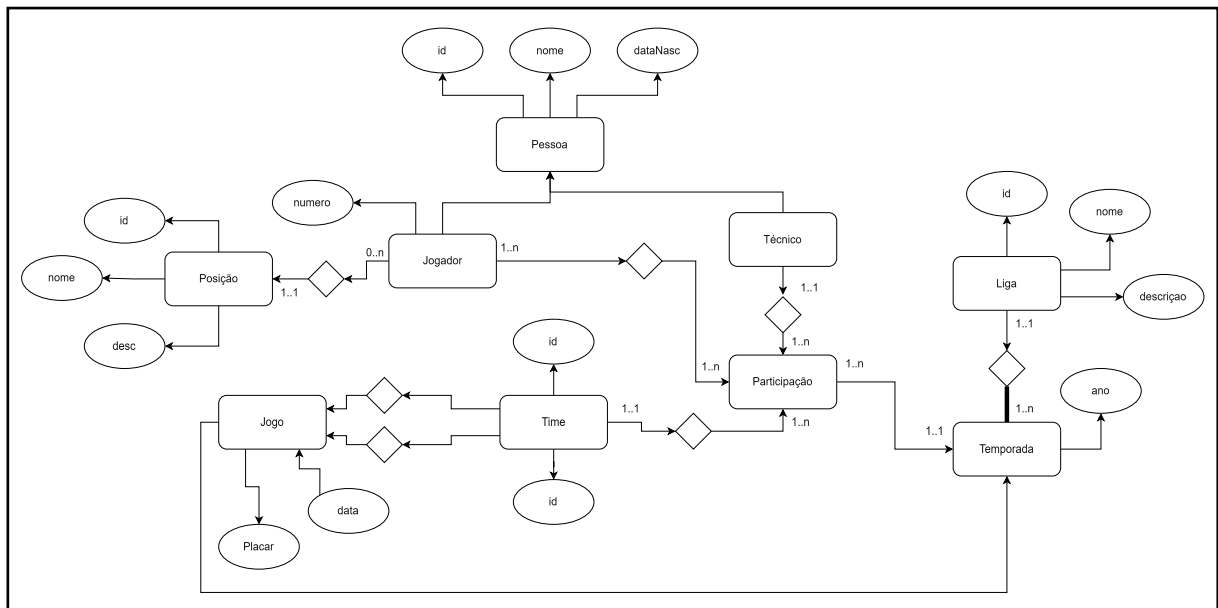 id
nome
dataNasc
Pessoa
id
numero
id
nome
Técnico
0..n
1..n
Jogador
Posição
nome
1..1
Liga
1..1
descriçao
1..1
desc
id
1..n
1..n
1..n
Participação
ano
1..n
Jogo
Time
1..1
1..n
1..1
Temporada
id
data
Placar